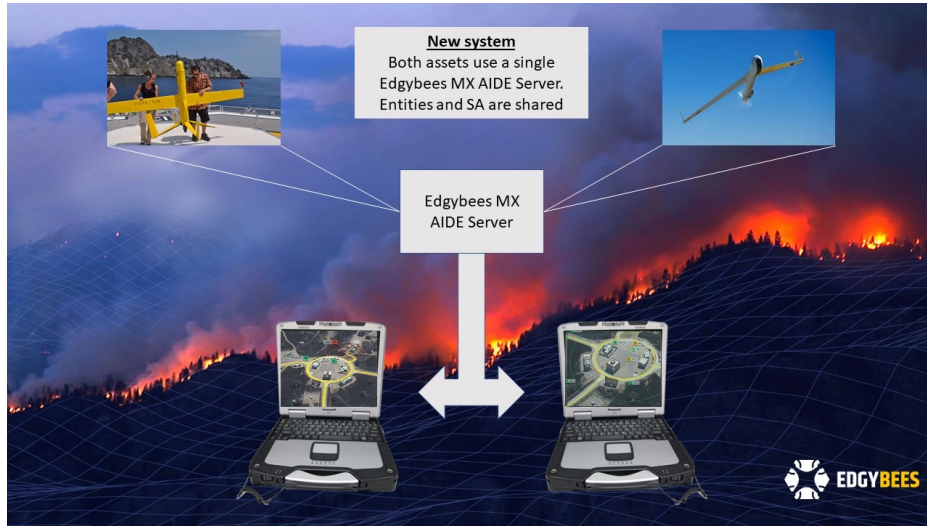 New system
Both assets use a single
Edgybees MX AIDE Server.
Entities and SA are shared
Edgybees MX
AIDE Server
EDGYBEES